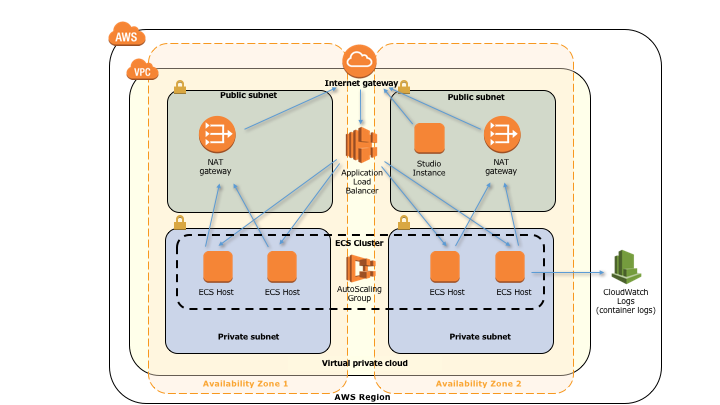 AWS
VPC
Internet gateway
Public subnet
Public subnet
NAT
gateway
Application
Load
Balancer
Studio
Instance
NAT
gateway
ECS Cluster
ECS Host
ECS Host
AutoScaling
Group
ECS Host
ECS Host
CloudWatch
Logs
(container logs)
Private subnet
Private subnet
Virtual private cloud
Availability Zone 1
Availability Zone 2
AWS Region